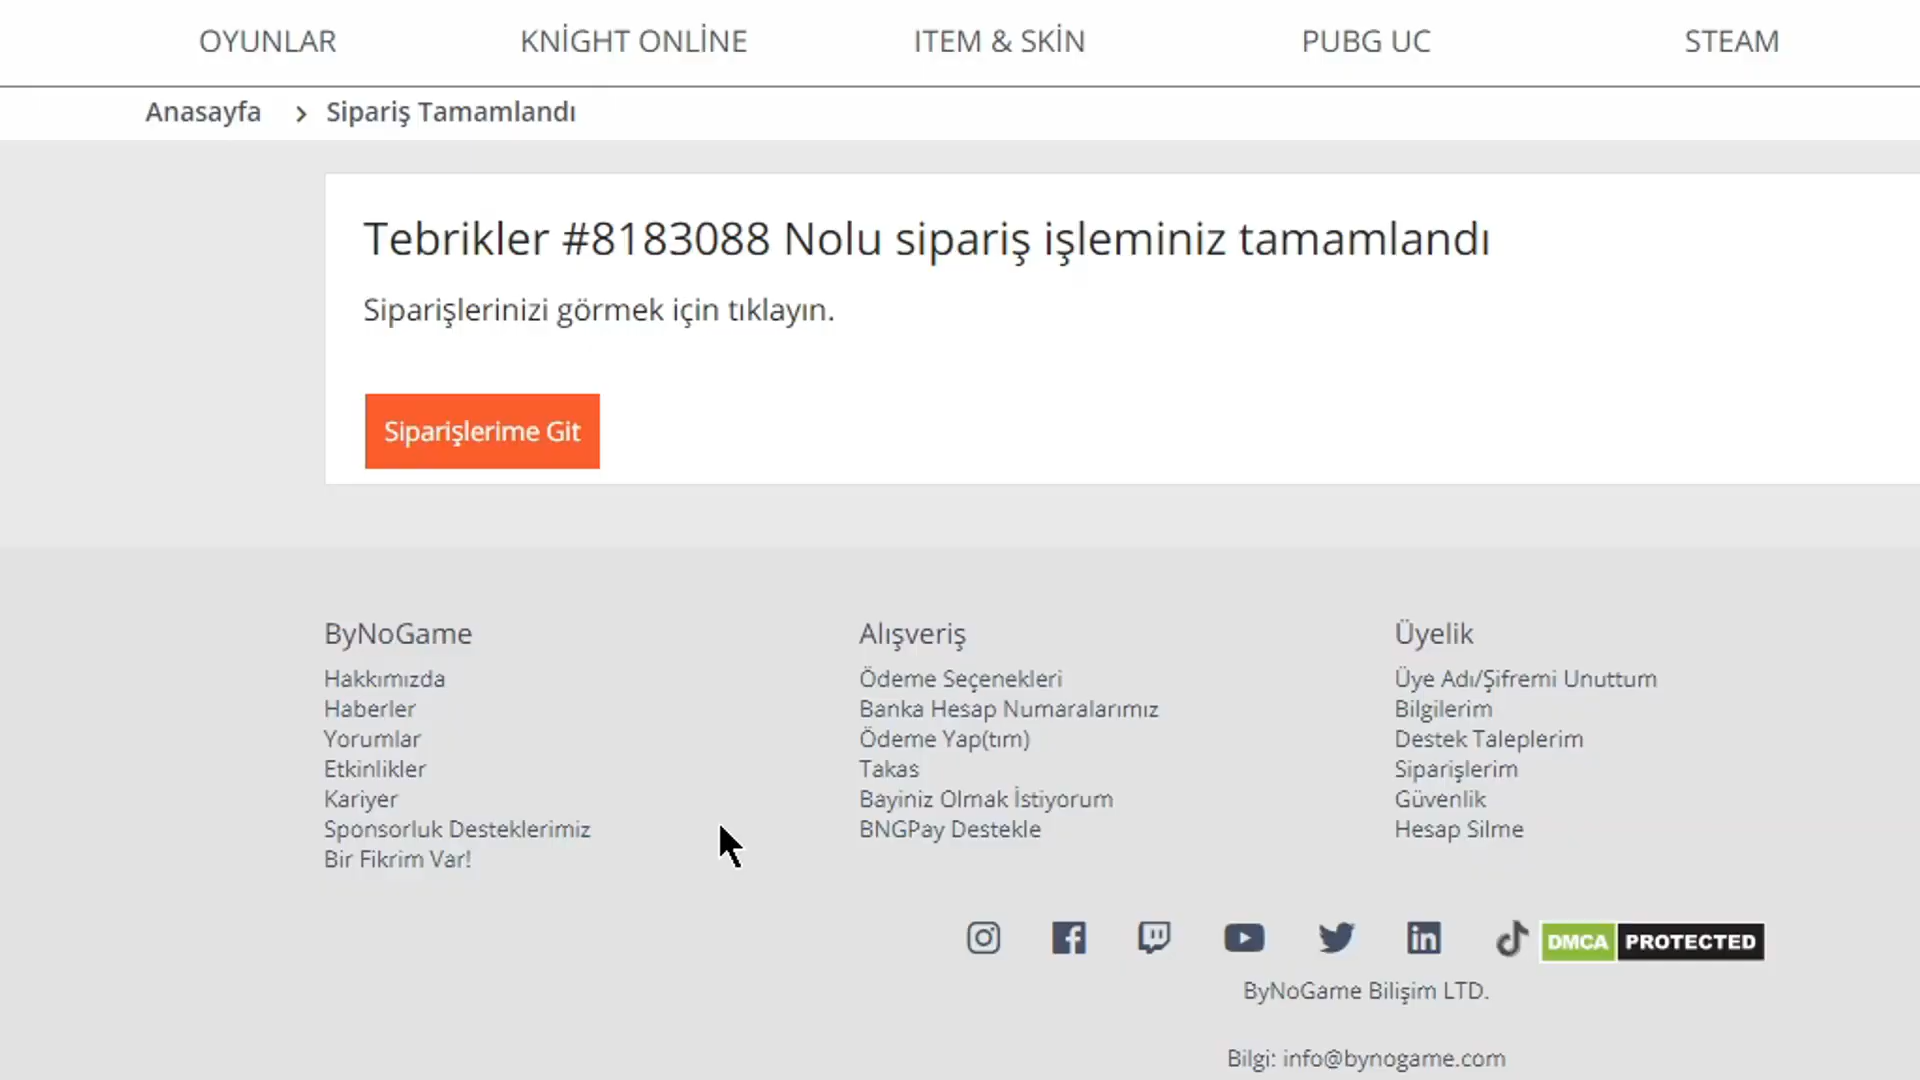 OYUNLAR KNİGHT ONLİNE ITEM & SKİN PUBG UC STEAM
Anasayfa > Sipariş Tamamlandı
Tebrikler #8183088 Nolu sipariş işleminiz tamamlandı
Siparişlerinizi görmek için tıklayın.
Siparişlerime Git
ByNoGame
Hakkımızda
Haberler
Yorumlar
Etkinlikler
Kariyer
Sponsorluk Desteklerimiz
Bir Fikrim Var!
Alışveriş
Ödeme Seçenekleri
Banka Hesap Numaralarımız
Ödeme Yap(tım)
Takas
Bayiniz Olmak İstiyorum
BNGPay Destekle
Üyelik
Üye Adı/Şifremi Unuttum
Bilgilerim
Destek Taleplerim
Siparişlerim
Güvenlik
Hesap Silme
DMCA PROTECTED
ByNoGame Bilişim LTD.
Bilgi: info@bynogame.com